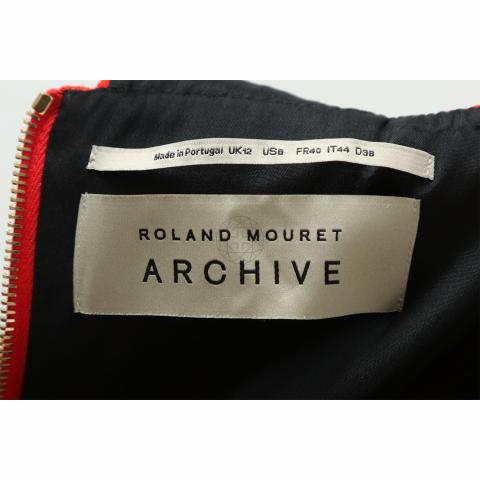 Made in Portugal UK12 US8 FR40 IT44 D38
ROLAND MOURET
ARCHIVE